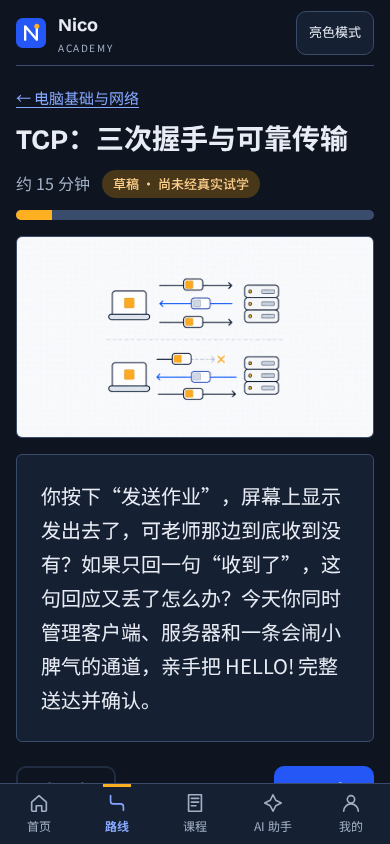 Nico
ACADEMY
亮色模式
← 电脑基础与网络
TCP：三次握手与可靠传输
约 15 分钟
草稿 · 尚未经真实试学
你按下“发送作业”，屏幕上显示
发出去了，可老师那边到底收到没
有？如果只回一句“收到了”，这
句回应又丢了怎么办？今天你同时
管理客户端、服务器和一条会闹小
脾气的通道，亲手把 HELLO! 完整
送达并确认。
首页
路线
课程
AI 助手
我的